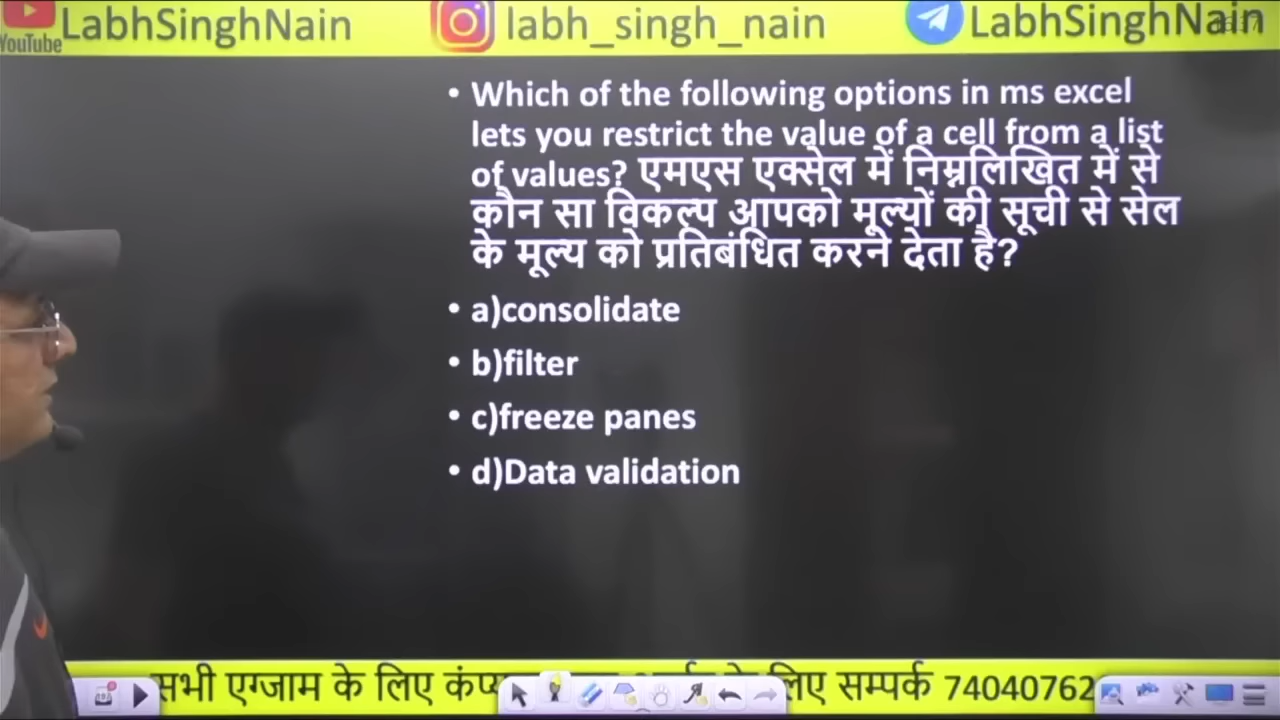 YouTube LabhSinghNain labh_singh_nain LabhSinghNain
• Which of the following options in ms excel
lets you restrict the value of a cell from a list
of values? एमएस एक्सेल में निम्नलिखित में से
कौन सा विकल्प आपको मूल्यों की सूची से सेल
के मूल्य को प्रतिबंधित करने देता है?
• a)consolidate
• b)filter
• c)freeze panes
• d)Data validation
सभी एग्जाम के लिए लिए सम्पर्क 74040762